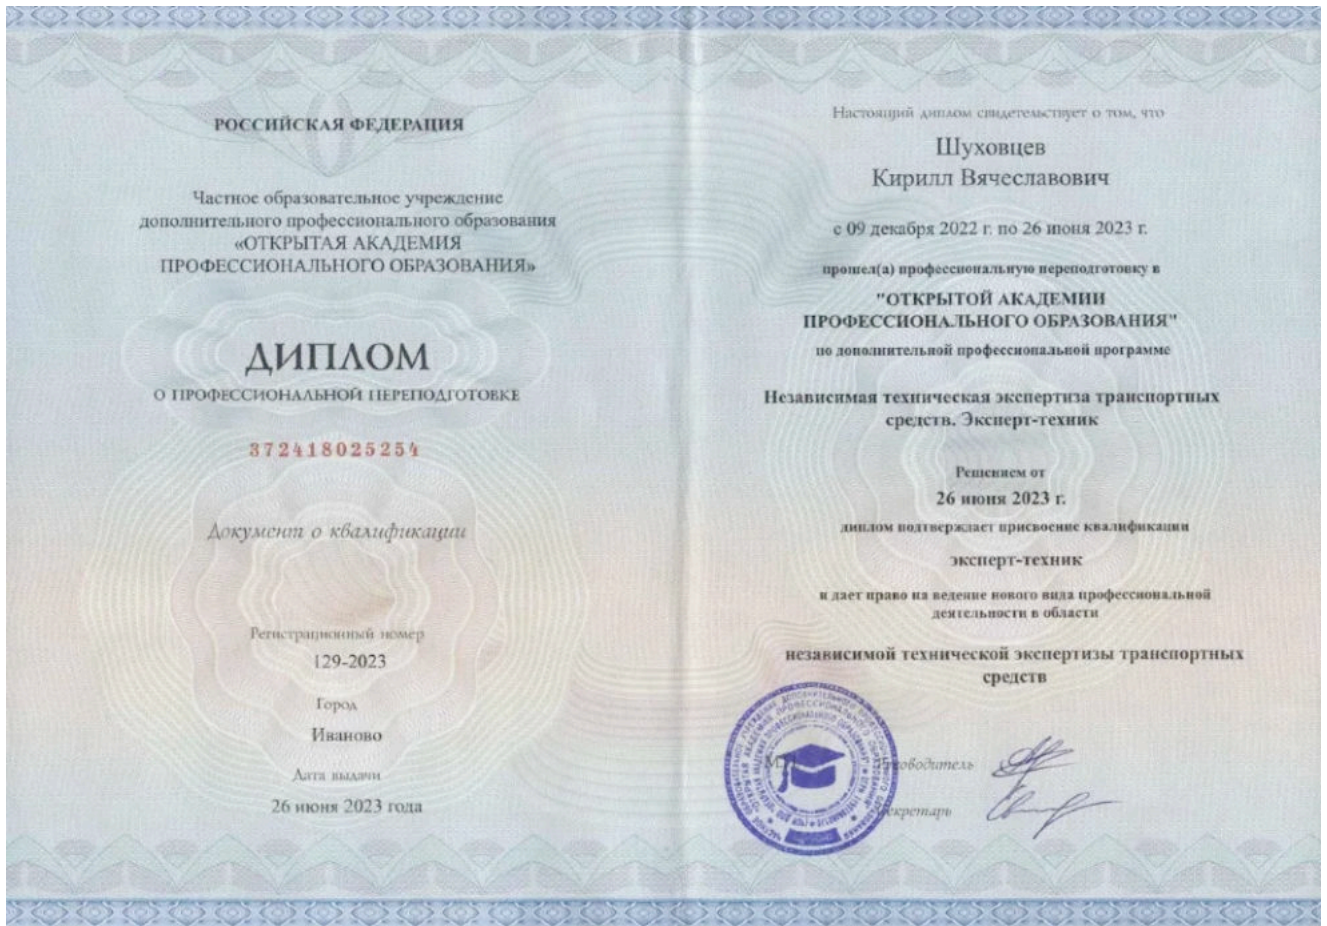 РОССИЙСКАЯ ФЕДЕРАЦИЯ
Частное образовательное учреждение
дополнительного профессионального образования
«ОТКРЫТАЯ АКАДЕМИЯ
ПРОФЕССИОНАЛЬНОГО ОБРАЗОВАНИЯ»
ДИПЛОМ
О ПРОФЕССИОНАЛЬНОЙ ПЕРЕПОДГОТОВКЕ
372418025254
Документ о квалификации
Регистрационный номер
129-2023
Город
Иваново
Дата выдачи
26 июня 2023 года
Настоящий диплом свидетельствует о том, что
Шуховцев
Кирилл Вячеславович
с 09 декабря 2022 г. по 26 июня 2023 г.
прошел(а) профессиональную переподготовку в
"ОТКРЫТОЙ АКАДЕМИИ
ПРОФЕССИОНАЛЬНОГО ОБРАЗОВАНИЯ"
по дополнительной профессиональной программе
Независимая техническая экспертиза транспортных
средств. Эксперт-техник
Решением от
26 июня 2023 г.
диплом подтверждает присвоение квалификации
эксперт-техник
и дает право на ведение нового вида профессиональной
деятельности в области
независимой технической экспертизы транспортных
средств
Руководитель
Секретарь